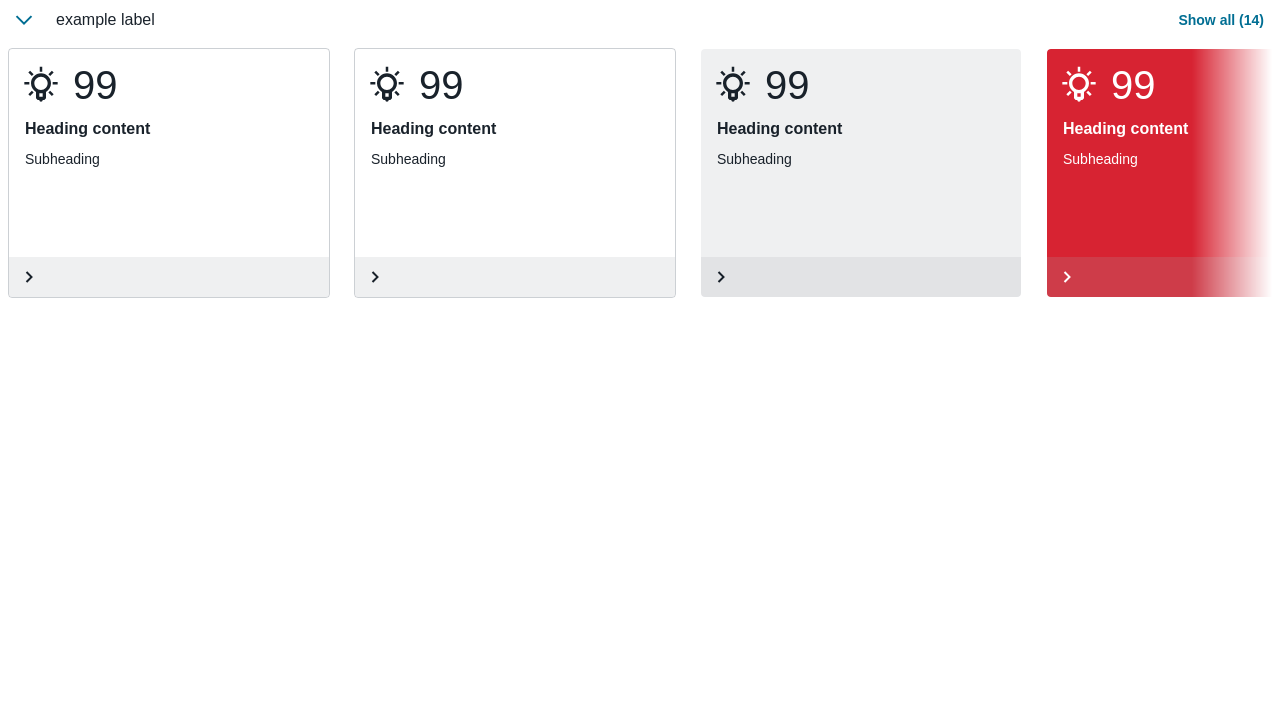 example label
Show all (14)
99
Heading content
Subheading
99
Heading content
Subheading
99
Heading content
Subheading
99
Heading content
Subheading